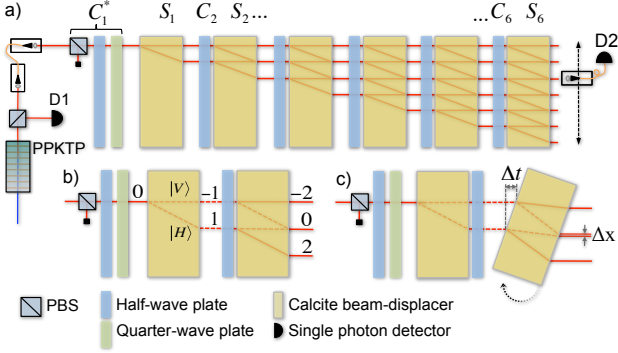 a)
C₁* S₁ C₂ S₂... ...C₆ S₆
D2
D1
PPKTP
b)
0 |V⟩ -1 -2
|H⟩ 1 0
2
c)
Δt
Δx
PBS
Half-wave plate
Quarter-wave plate
Calcite beam-displacer
Single photon detector